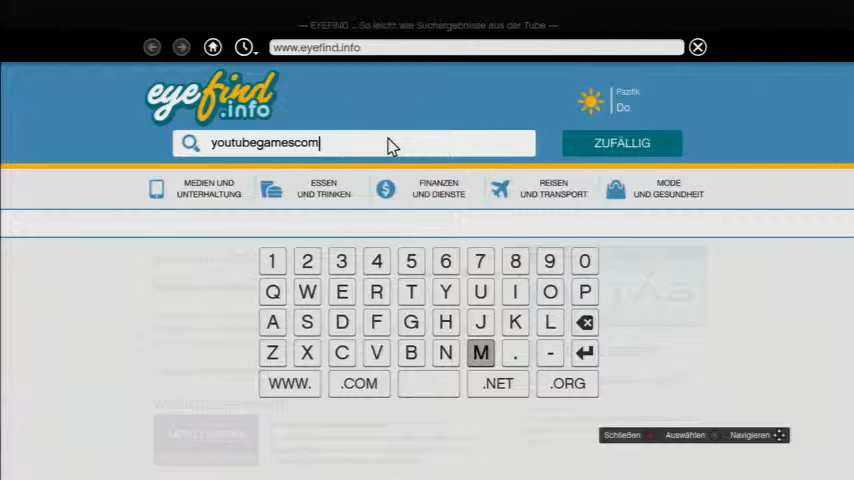 — EYEFIND ... So leicht wie Suchergebnisse aus der Tube —
www.eyefind.info
eyefind
.info
Pazifik
Do
youtubegamescom
ZUFÄLLIG
MEDIEN UND
UNTERHALTUNG
ESSEN
UND TRINKEN
FINANZEN
UND DIENSTE
REISEN
UND TRANSPORT
MODE
UND GESUNDHEIT
1 2 3 4 5 6 7 8 9 0
Q W E R T Y U I O P
A S D F G H J K L
Z X C V B N M . -
WWW. .COM .NET .ORG
Schließen Auswählen Navigieren